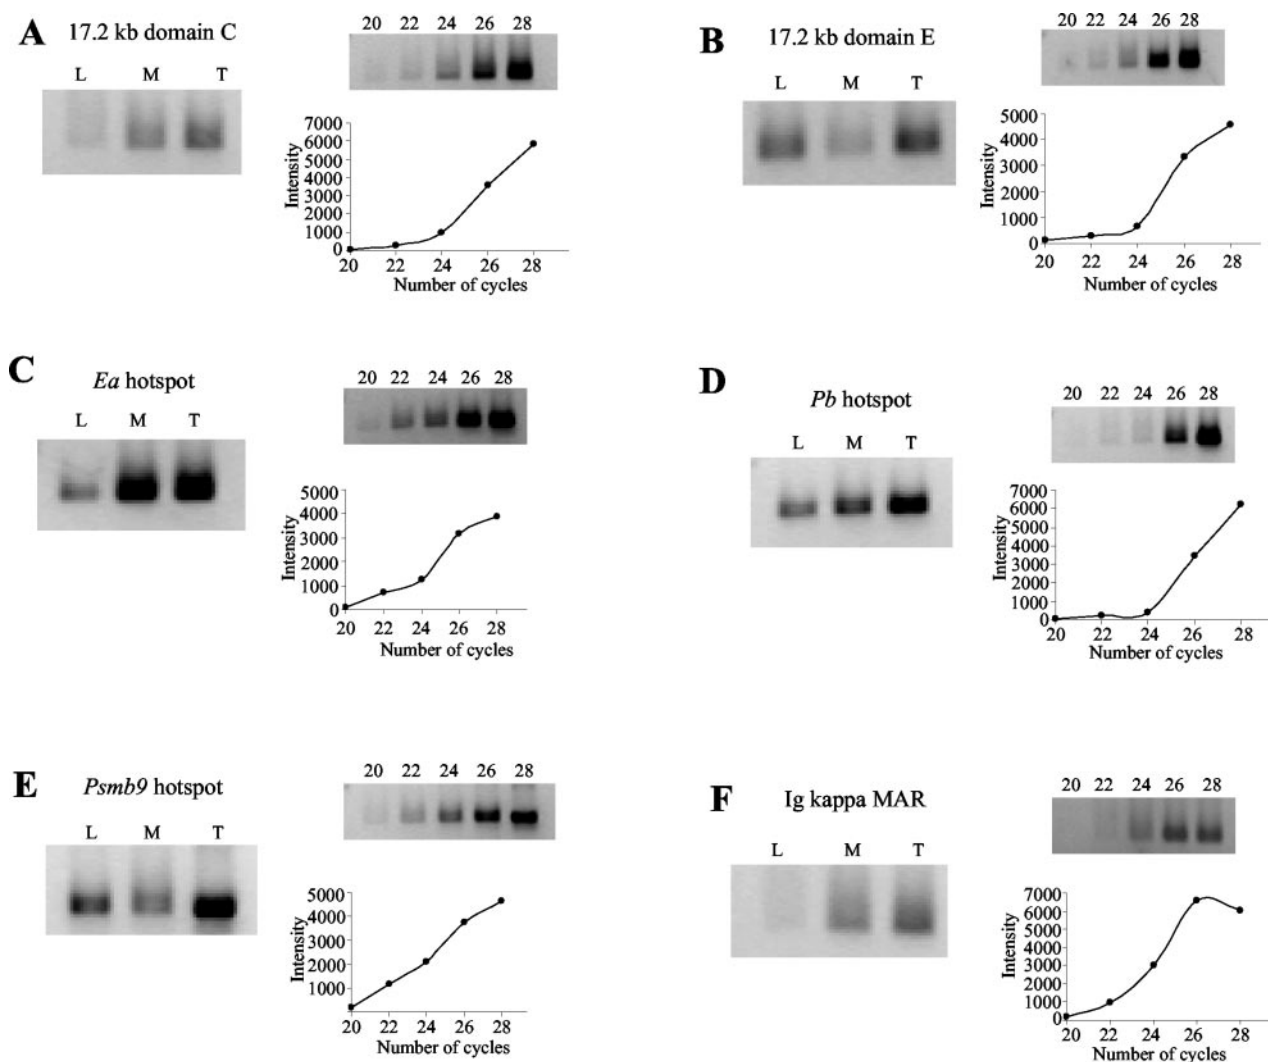 A 17.2 kb domain C
L M T
20 22 24 26 28
7000
6000
5000
4000
3000
2000
1000
0
Intensity
20 22 24 26 28
Number of cycles
B 17.2 kb domain E
L M T
20 22 24 26 28
5000
4000
3000
2000
1000
0
Intensity
20 22 24 26 28
Number of cycles
C Ea hotspot
L M T
20 22 24 26 28
5000
4000
3000
2000
1000
0
Intensity
20 22 24 26 28
Number of cycles
D Pb hotspot
L M T
20 22 24 26 28
7000
6000
5000
4000
3000
2000
1000
0
Intensity
20 22 24 26 28
Number of cycles
E Psmb9 hotspot
L M T
20 22 24 26 28
5000
4000
3000
2000
1000
Intensity
20 22 24 26 28
Number of cycles
F Ig kappa MAR
L M T
20 22 24 26 28
7000
6000
5000
4000
3000
2000
1000
0
Intensity
20 22 24 26 28
Number of cycles